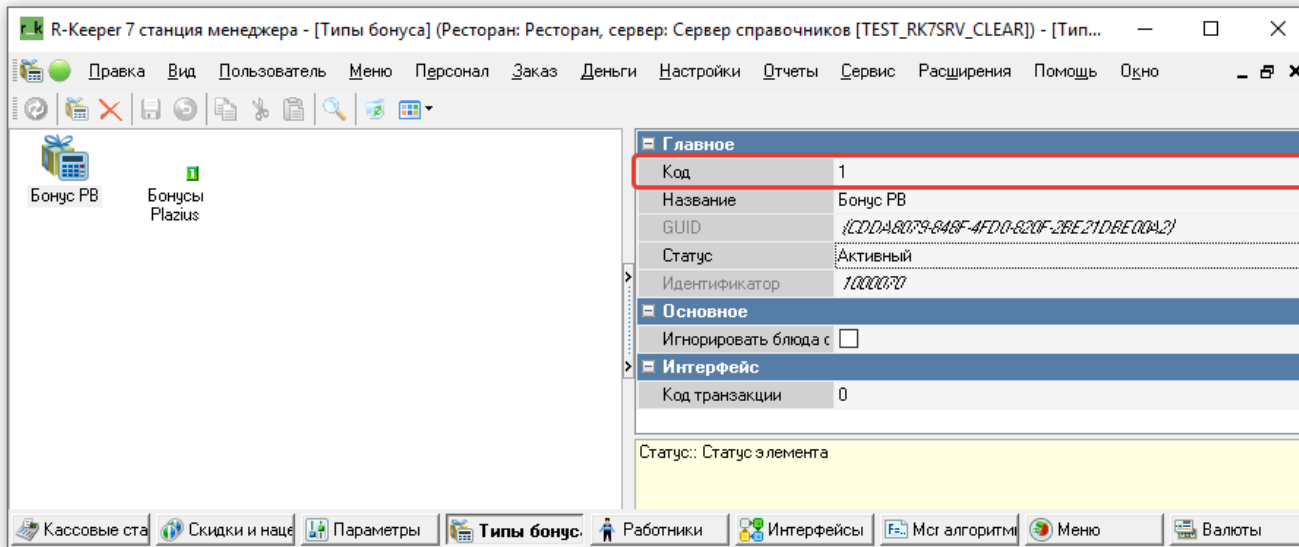 r_k R-Keeper 7 станция менеджера - [Типы бонуса] (Ресторан: Ресторан, сервер: Сервер справочников [TEST_RK7SRV_CLEAR]) - [Тип...
Правка Вид Пользователь Меню Персонал Заказ Деньги Настройки Отчеты Сервис Расширения Помощь Окно
Главное
Код 1
Название Бонус РВ
GUID {CDDA8079-848F-4FD0-820F-2BE21DBE00A2}
Статус Активный
Идентификатор 1000070
Основное
Игнорировать блюда с
Интерфейс
Код транзакции 0
Статус:: Статус элемента
Бонус РВ
1
Бонусы
Plazius
Кассовые ста Скидки и наце Параметры Типы бонус. Работники Интерфейсы Мсr алгоритмы Меню Валюты